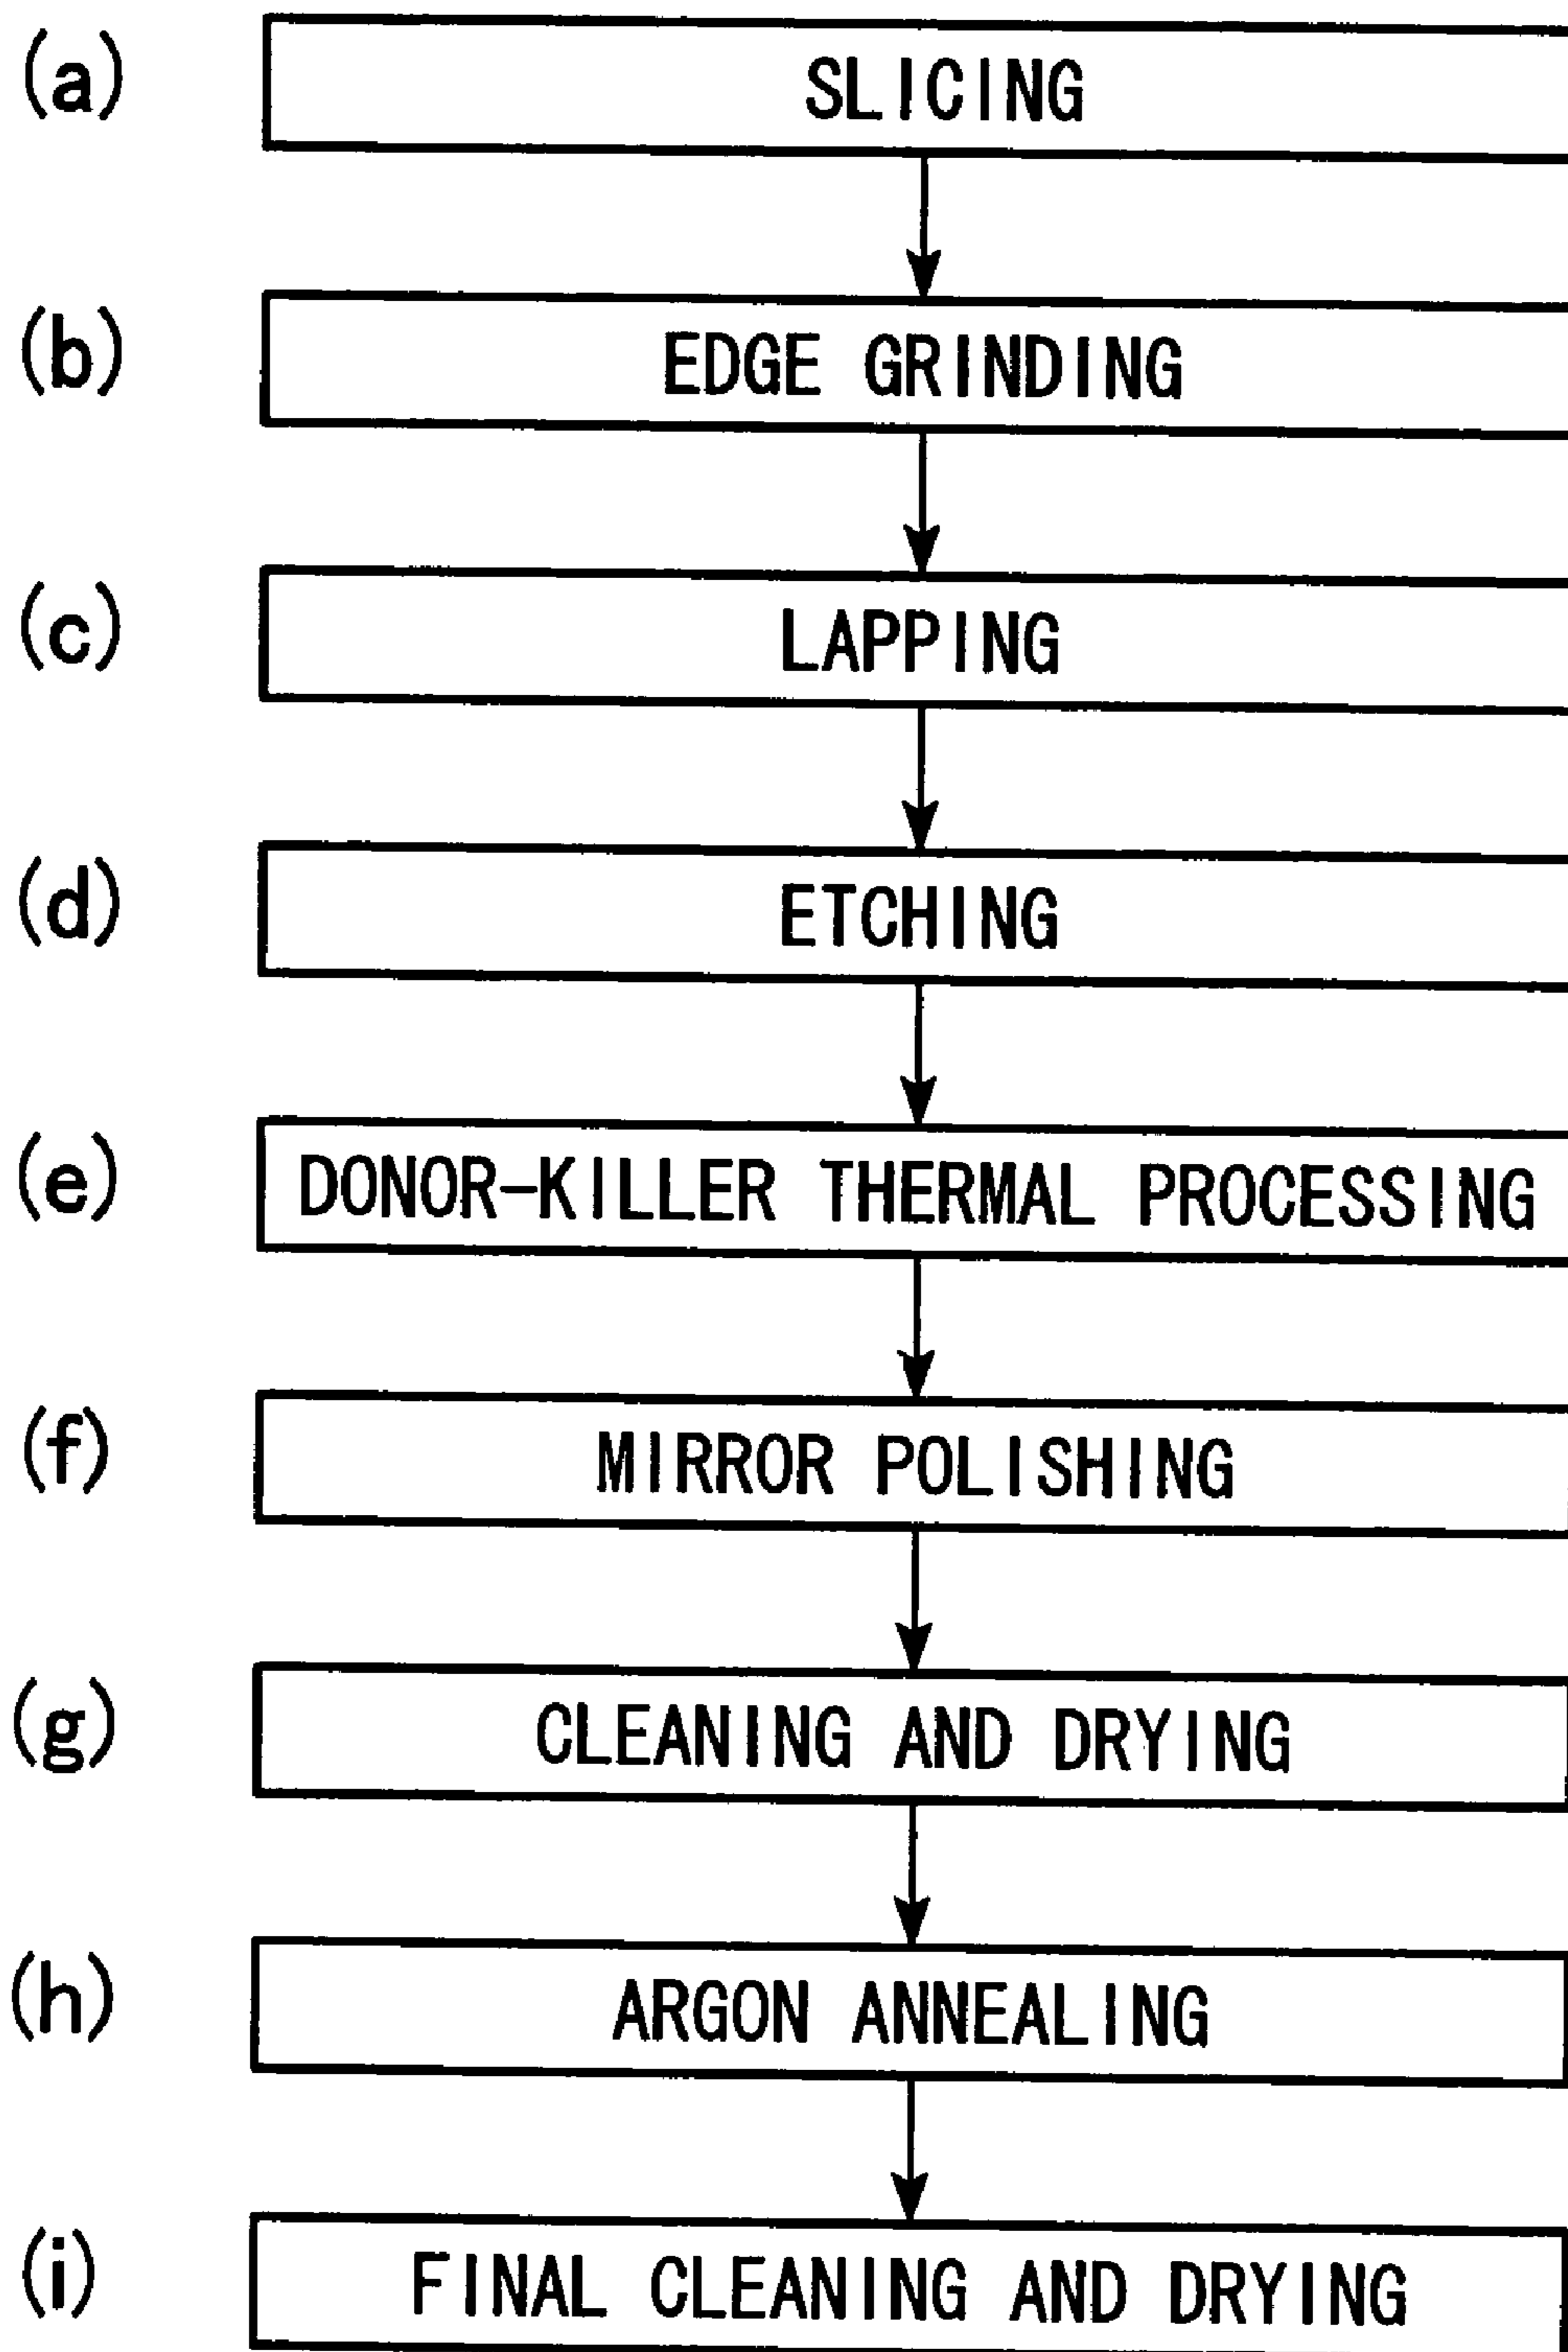 (a) SLICING
(b) EDGE GRINDING
(c) LAPPING
(d) ETCHING
(e) DONOR-KILLER THERMAL PROCESSING
(f) MIRROR POLISHING
(g) CLEANING AND DRYING
(h) ARGON ANNEALING
(i) FINAL CLEANING AND DRYING